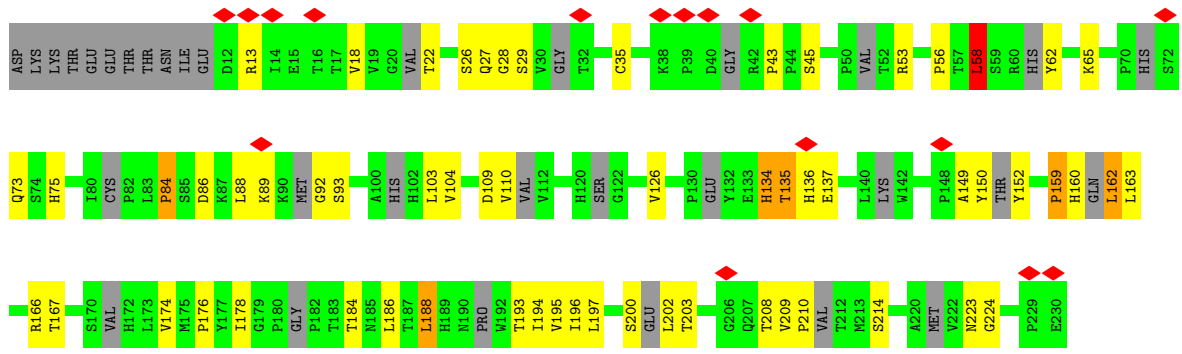 ASP LYS LYS THR GLU GLU THR THR ASN ILE GLU D12 R13 I14 E15 T16 T17 V18 V19 G20 VAL T22 S26 Q27 G28 S29 V30 GLY T32 C35 K38 P39 D40 GLY R42 P43 P44 S45 P50 VAL T52 R53 P56 T57 L58 S59 R60 HIS Y62 K65 P70 HIS S72
Q73 S74 H75 I80 CYS P82 L83 P84 S85 D86 K87 L88 K89 K90 MET G92 S93 A100 HIS H102 L103 V104 D109 V110 VAL V112 H120 SER G122 V126 P130 GLU Y132 E133 H134 T135 H136 E137 L140 LYS W142 P148 A149 Y150 THR Y152 P159 H160 GLN L162 L163
R166 T167 S170 VAL H172 L173 V174 M175 P176 Y177 I178 G179 P180 GLY P182 T183 T184 N185 L186 T187 L188 H189 N190 PRO W192 T193 I194 V195 I196 L197 S200 GLU L202 T203 G206 Q207 T208 V209 P210 VAL T212 M213 S214 A220 MET V222 N223 G224 P229 E230